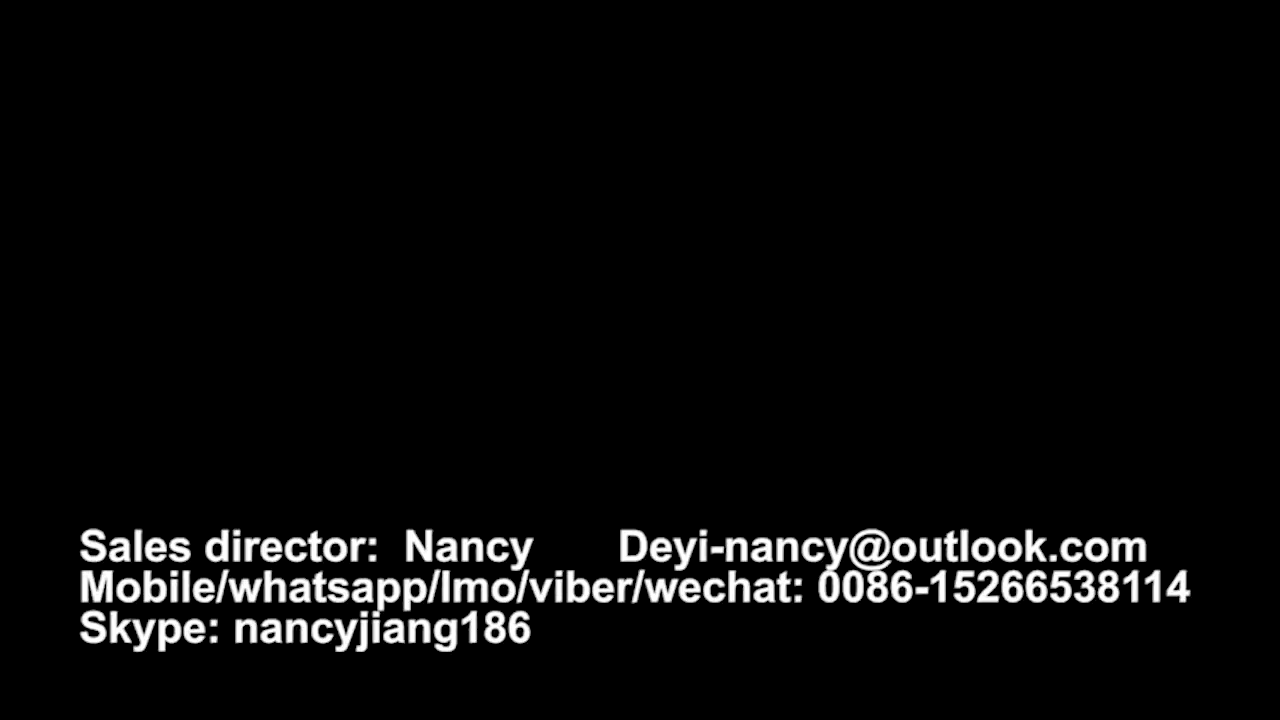 Sales director: Nancy Deyi-nancy@outlook.com
Mobile/whatsapp/Imo/viber/wechat: 0086-15266538114
Skype: nancyjiang186